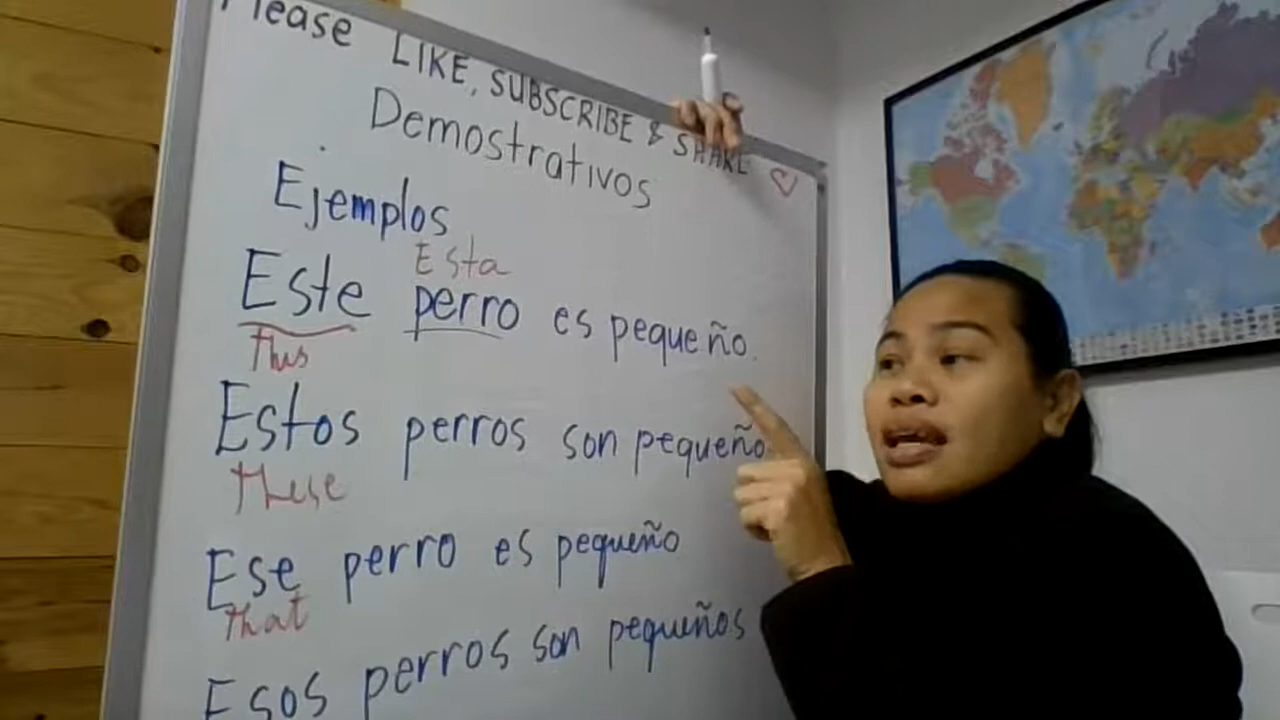 Please LIKE, SUBSCRIBE & SHARE ♡
Demostrativos
Ejemplos
Esta
Este perro es pequeño.
This
Estos perros son pequeño
These
Ese perro es pequeño
that
Esos perros son pequeños